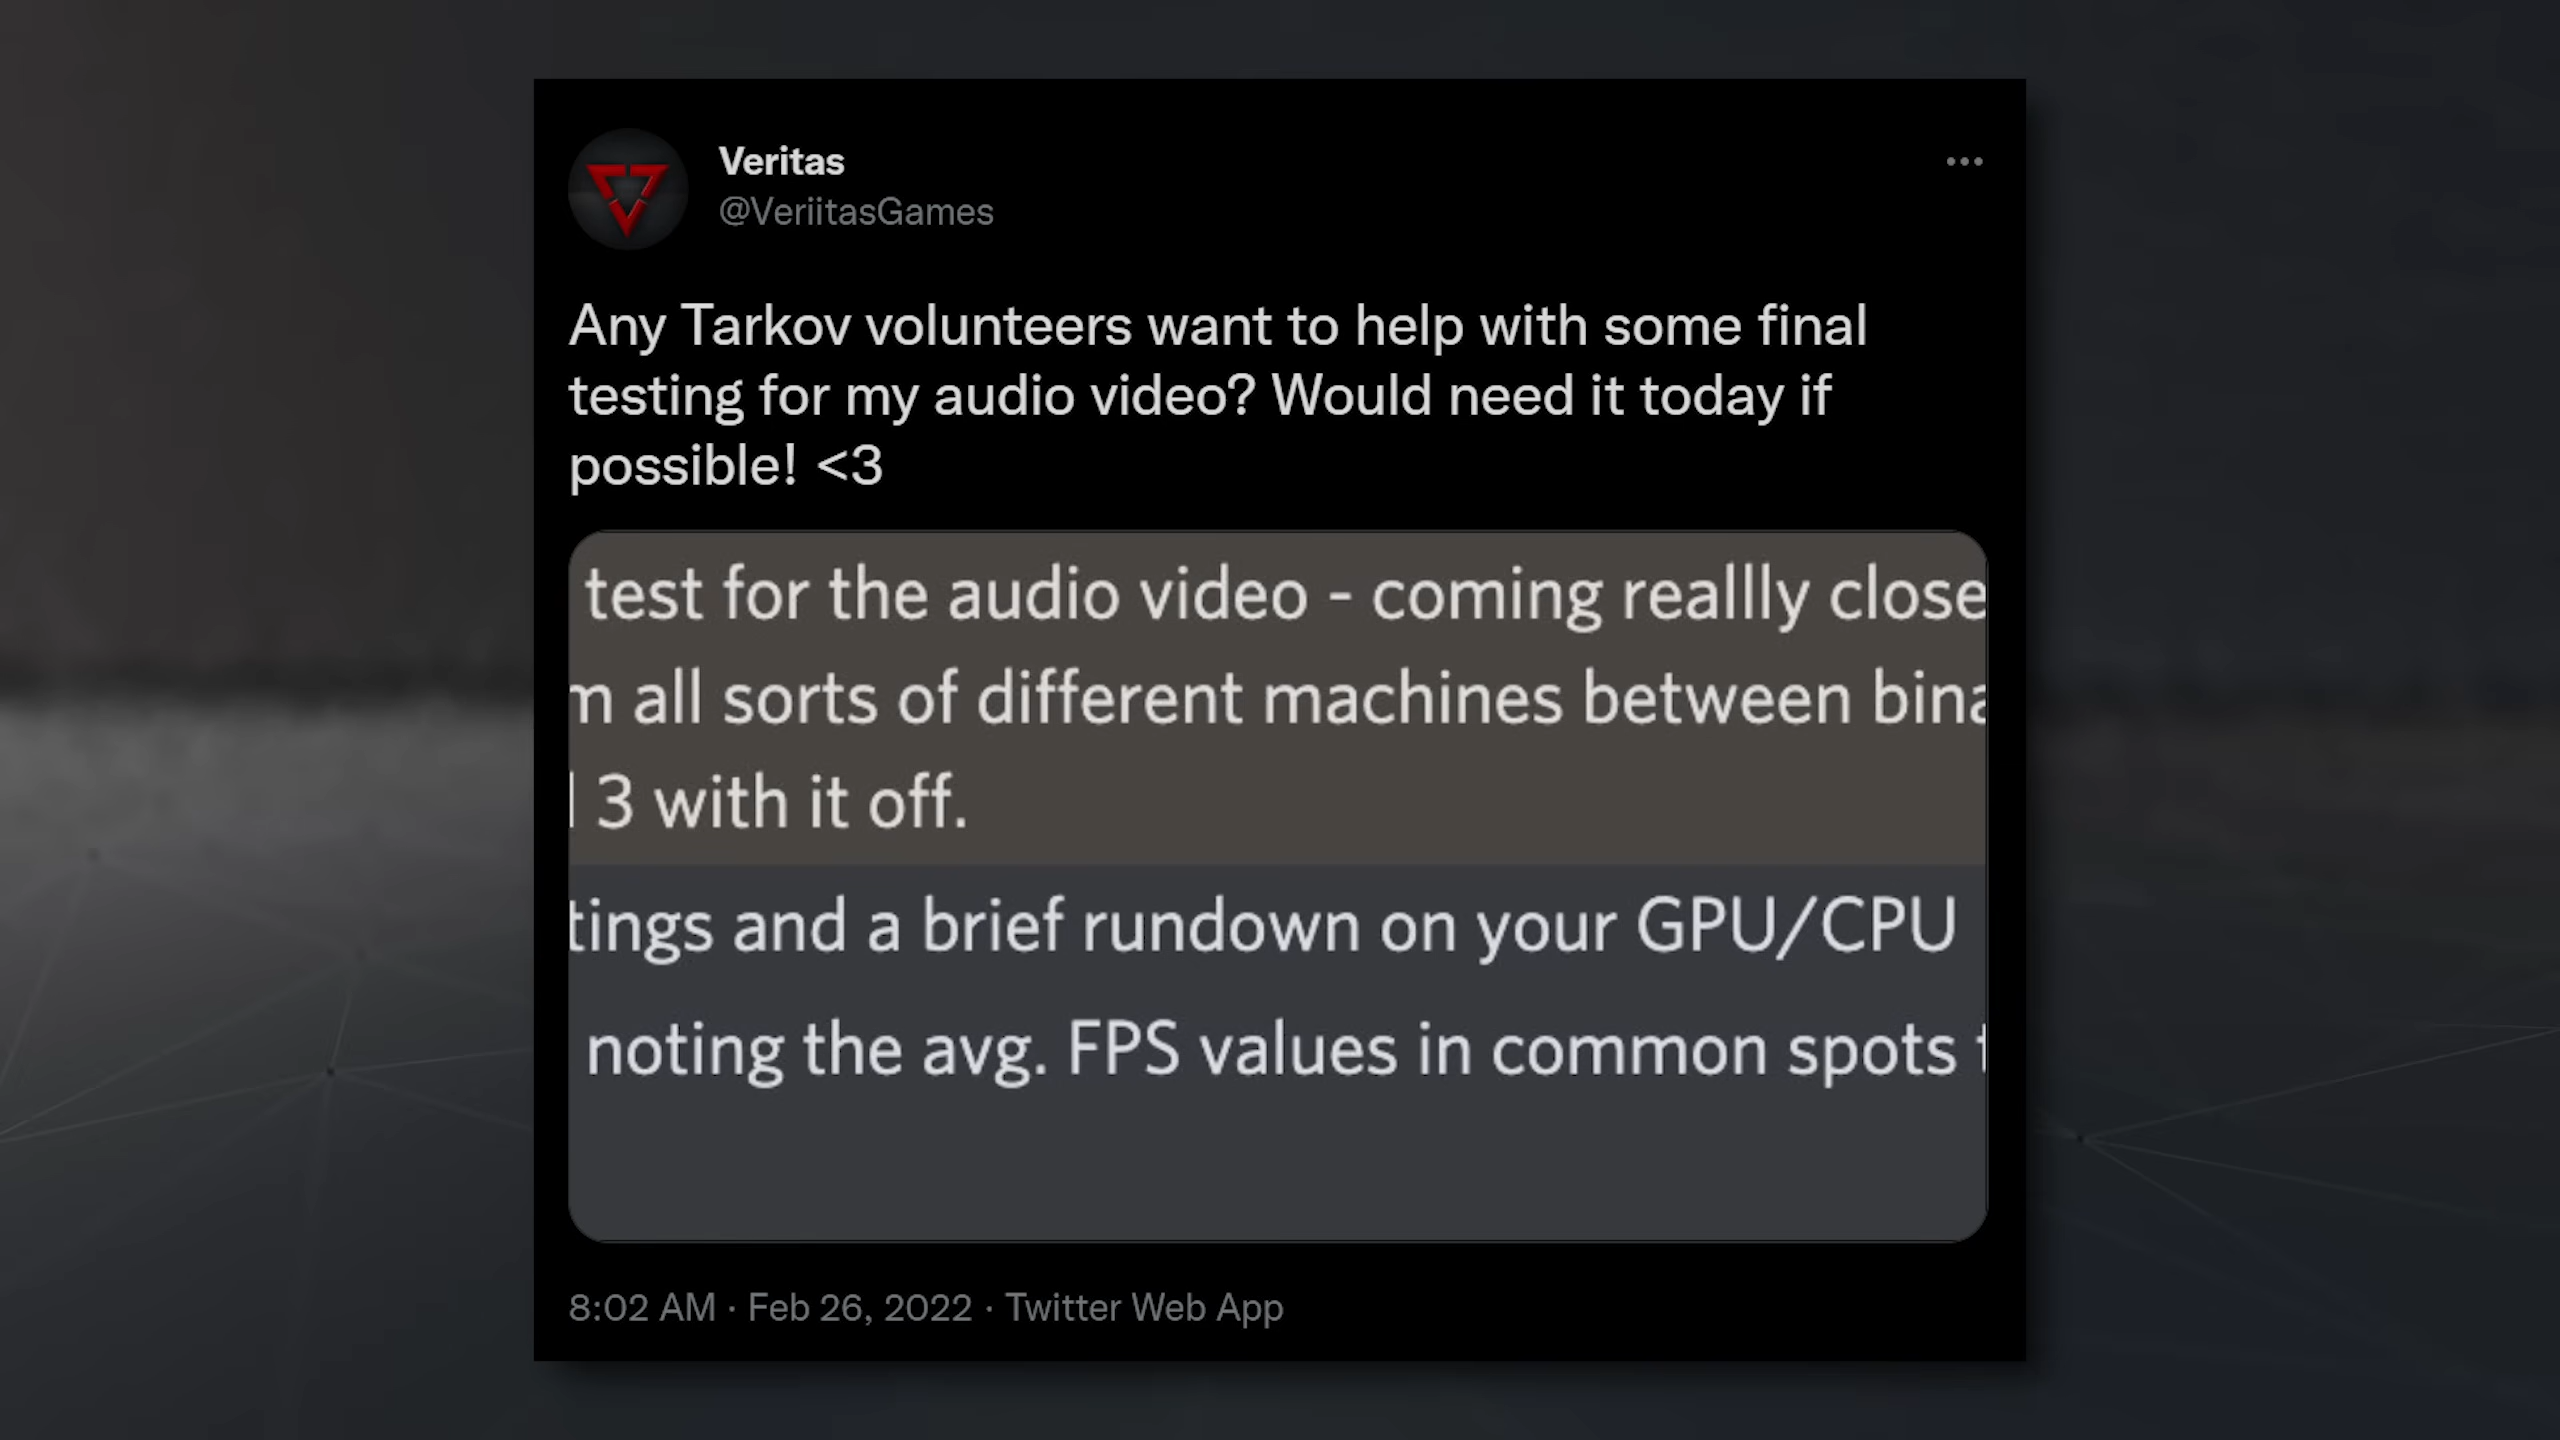 Veritas
@VeriitasGames
Any Tarkov volunteers want to help with some final
testing for my audio video? Would need it today if
possible! <3
test for the audio video - coming reallly close
all sorts of different machines between
3 with it off.
and a brief rundown on your GPU/CPU
noting the avg. FPS values in common spots
8:02 AM · Feb 26, 2022 · Twitter Web App